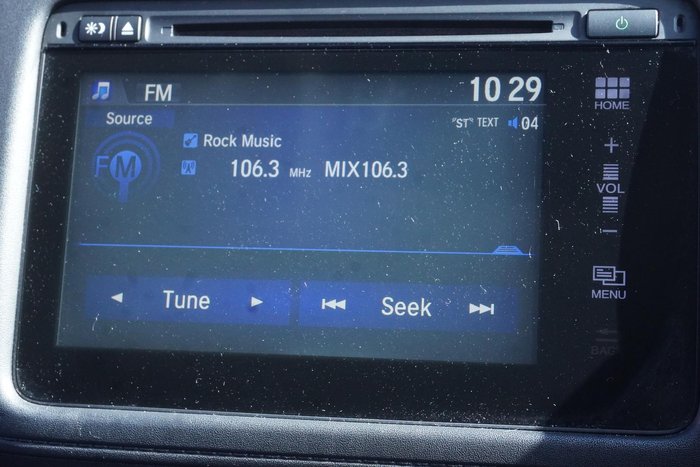 FM 10 29
Source "ST" TEXT 04
Rock Music
FM
106.3 MHz MIX106.3
Tune Seek
HOME
+
VOL
−
MENU